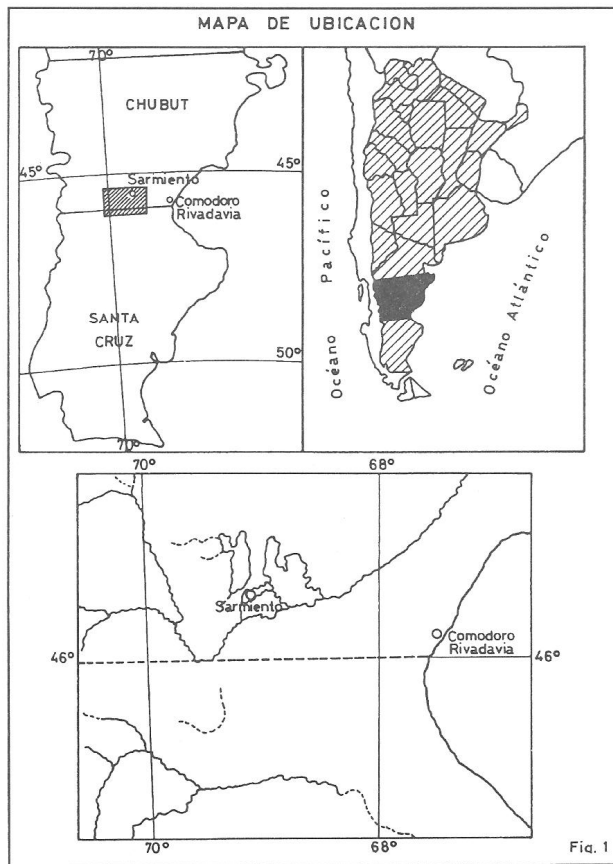 MAPA DE UBICACION
70°
CHUBUT
45°
45°
Sarmiento
Comodoro
Rivadavia
SANTA
CRUZ
50°
70°
Océano Pacífico
Océano Atlántico
70°
68°
Sarmiento
Comodoro
Rivadavia
46°
46°
70°
68°
Fig. 1